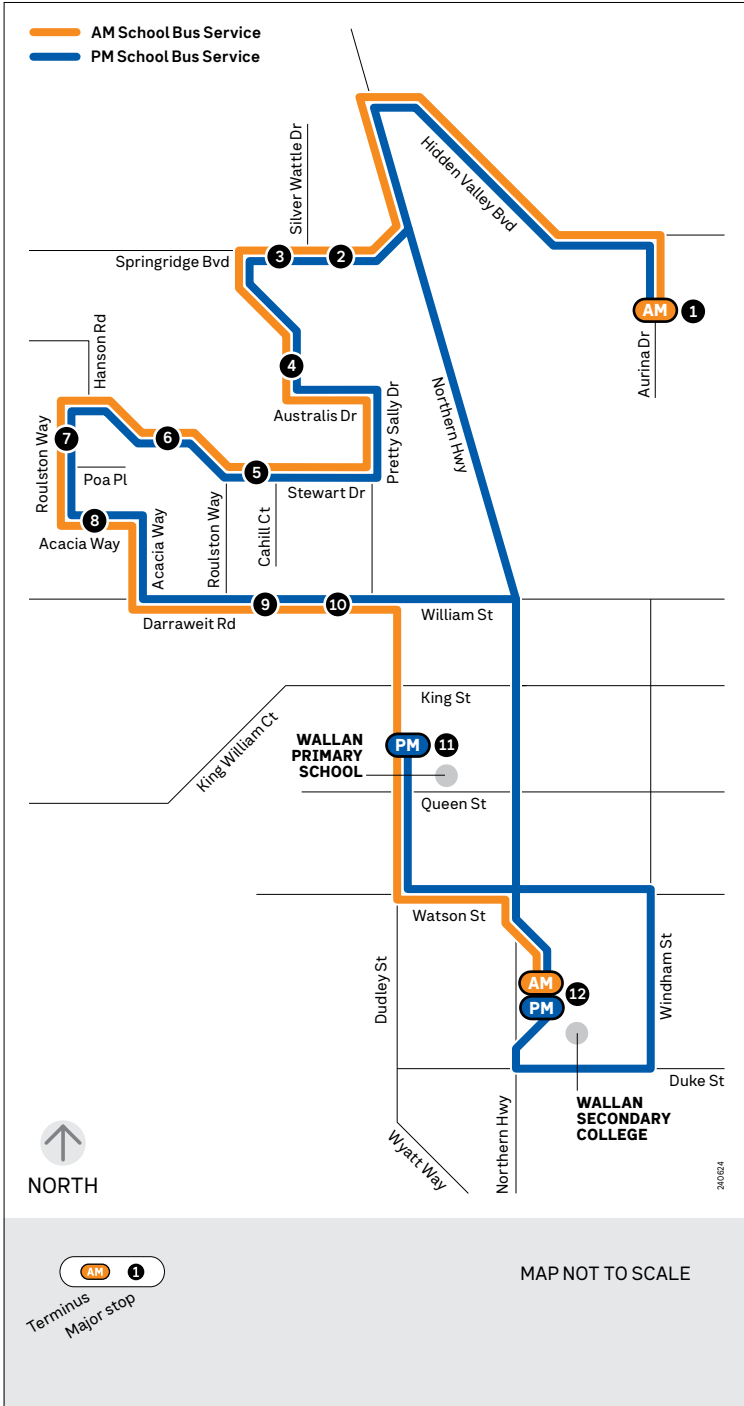 AM School Bus Service
PM School Bus Service
Silver Wattle Dr
Hidden Valley Blvd
Springridge Bvd
3
2
AM
1
Aurina Dr
Hanson Rd
4
Northern Hwy
Pretty Sally Dr
Australis Dr
Roulston Way
7
6
5
Poa Pl
Stewart Dr
8
Acacia Way
Acacia Way
Roulston Way
Cahill Ct
9
10
Darraweit Rd
William St
King St
King William Ct
WALLAN
PRIMARY
SCHOOL
PM
11
Queen St
Watson St
Dudley St
AM
PM
12
Windham St
Duke St
WALLAN
SECONDARY
COLLEGE
Wyatt Way
Northern Hwy
240624
NORTH
AM
1
Terminus
Major stop
MAP NOT TO SCALE